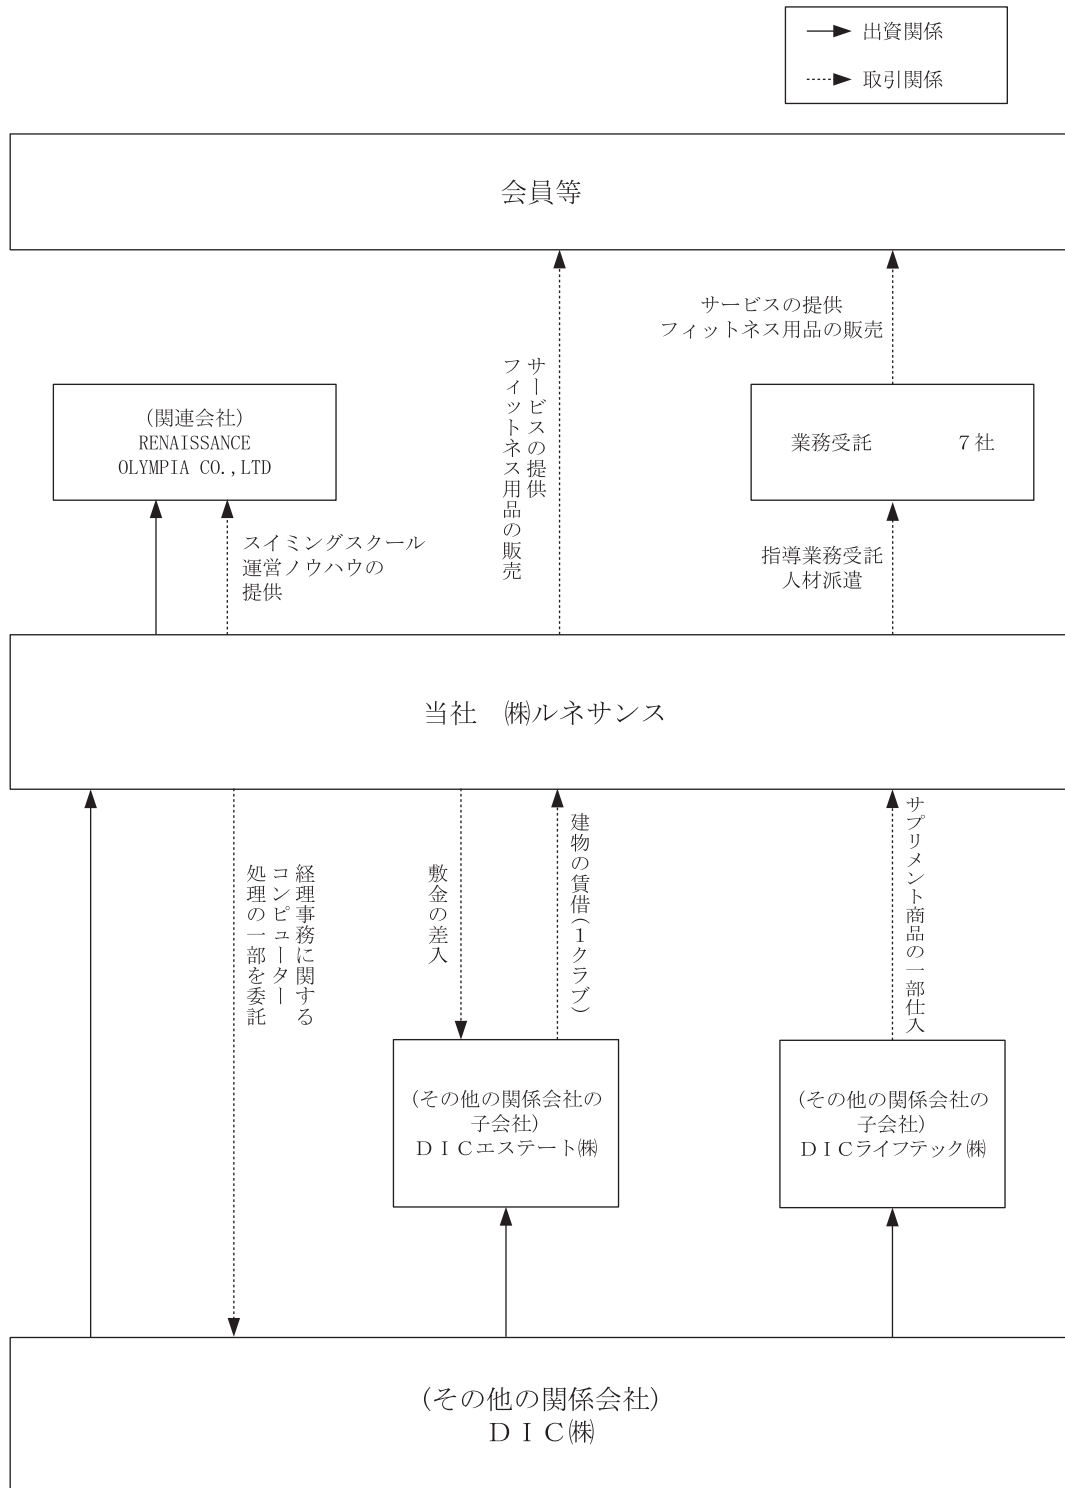 出資関係
取引関係
会員等
サービスの提供
フィットネス用品の販売
サービスの提供
フィットネス用品の販売
(関連会社)
RENAISSANCE
OLYMPIA CO.,LTD
業務受託　　　　7社
スイミングスクール
運営ノウハウの
提供
指導業務受託
人材派遣
当社　㈱ルネサンス
経理事務に関する
コンピューター
処理の一部を委託
敷金の差入
建物の賃借(1クラブ)
サプリメント商品の一部仕入
(その他の関係会社の
子会社)
DICエステート㈱
(その他の関係会社の
子会社)
DICライフテック㈱
(その他の関係会社)
DIC㈱